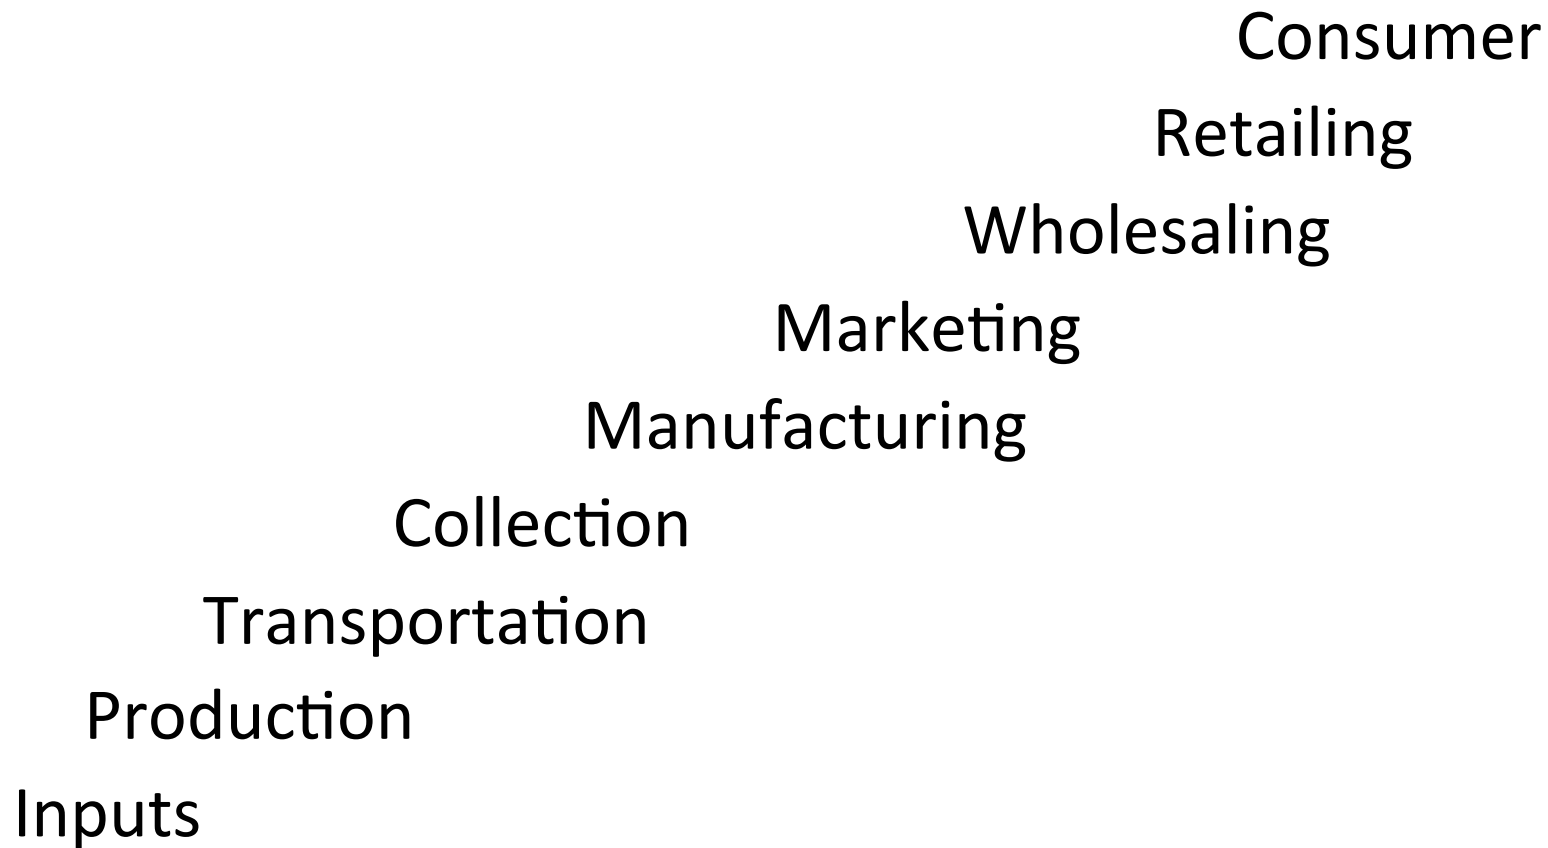 Consumer
Retailing
Wholesaling
Marketing
Manufacturing
Collection
Transportation
Production
Inputs